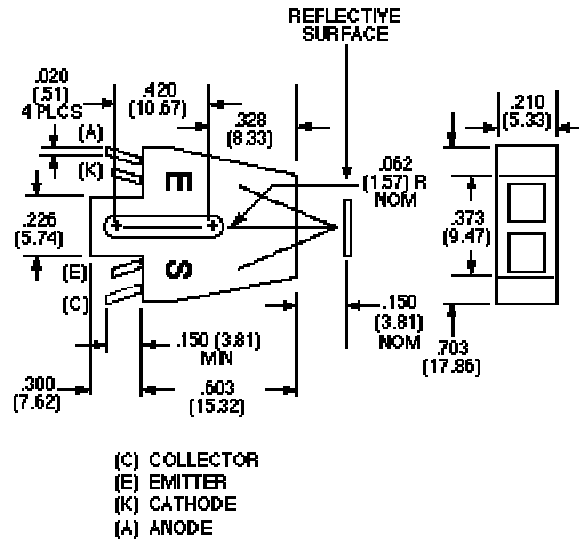 REFLECTIVE
SURFACE
.020
(.51)
4 PLCS
.420
(10.67)
.328
(8.33)
.210
(5.33)
(A)
(K)
E
.062
(1.57) R
NOM
.373
(9.47)
.226
(5.74)
S
(E)
(C)
.150 (3.81)
MIN
.150
(3.81)
NOM
.703
(17.86)
.300
(7.62)
.603
(15.32)
(C) COLLECTOR
(E) EMITTER
(K) CATHODE
(A) ANODE